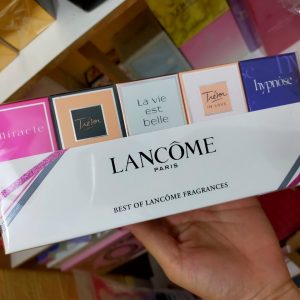 miracle
Trésor
La vie
est
belle
Trésor
IN LOVE
hypnôse
LANCÔME
PARIS
BEST OF LANCÔME FRAGRANCES